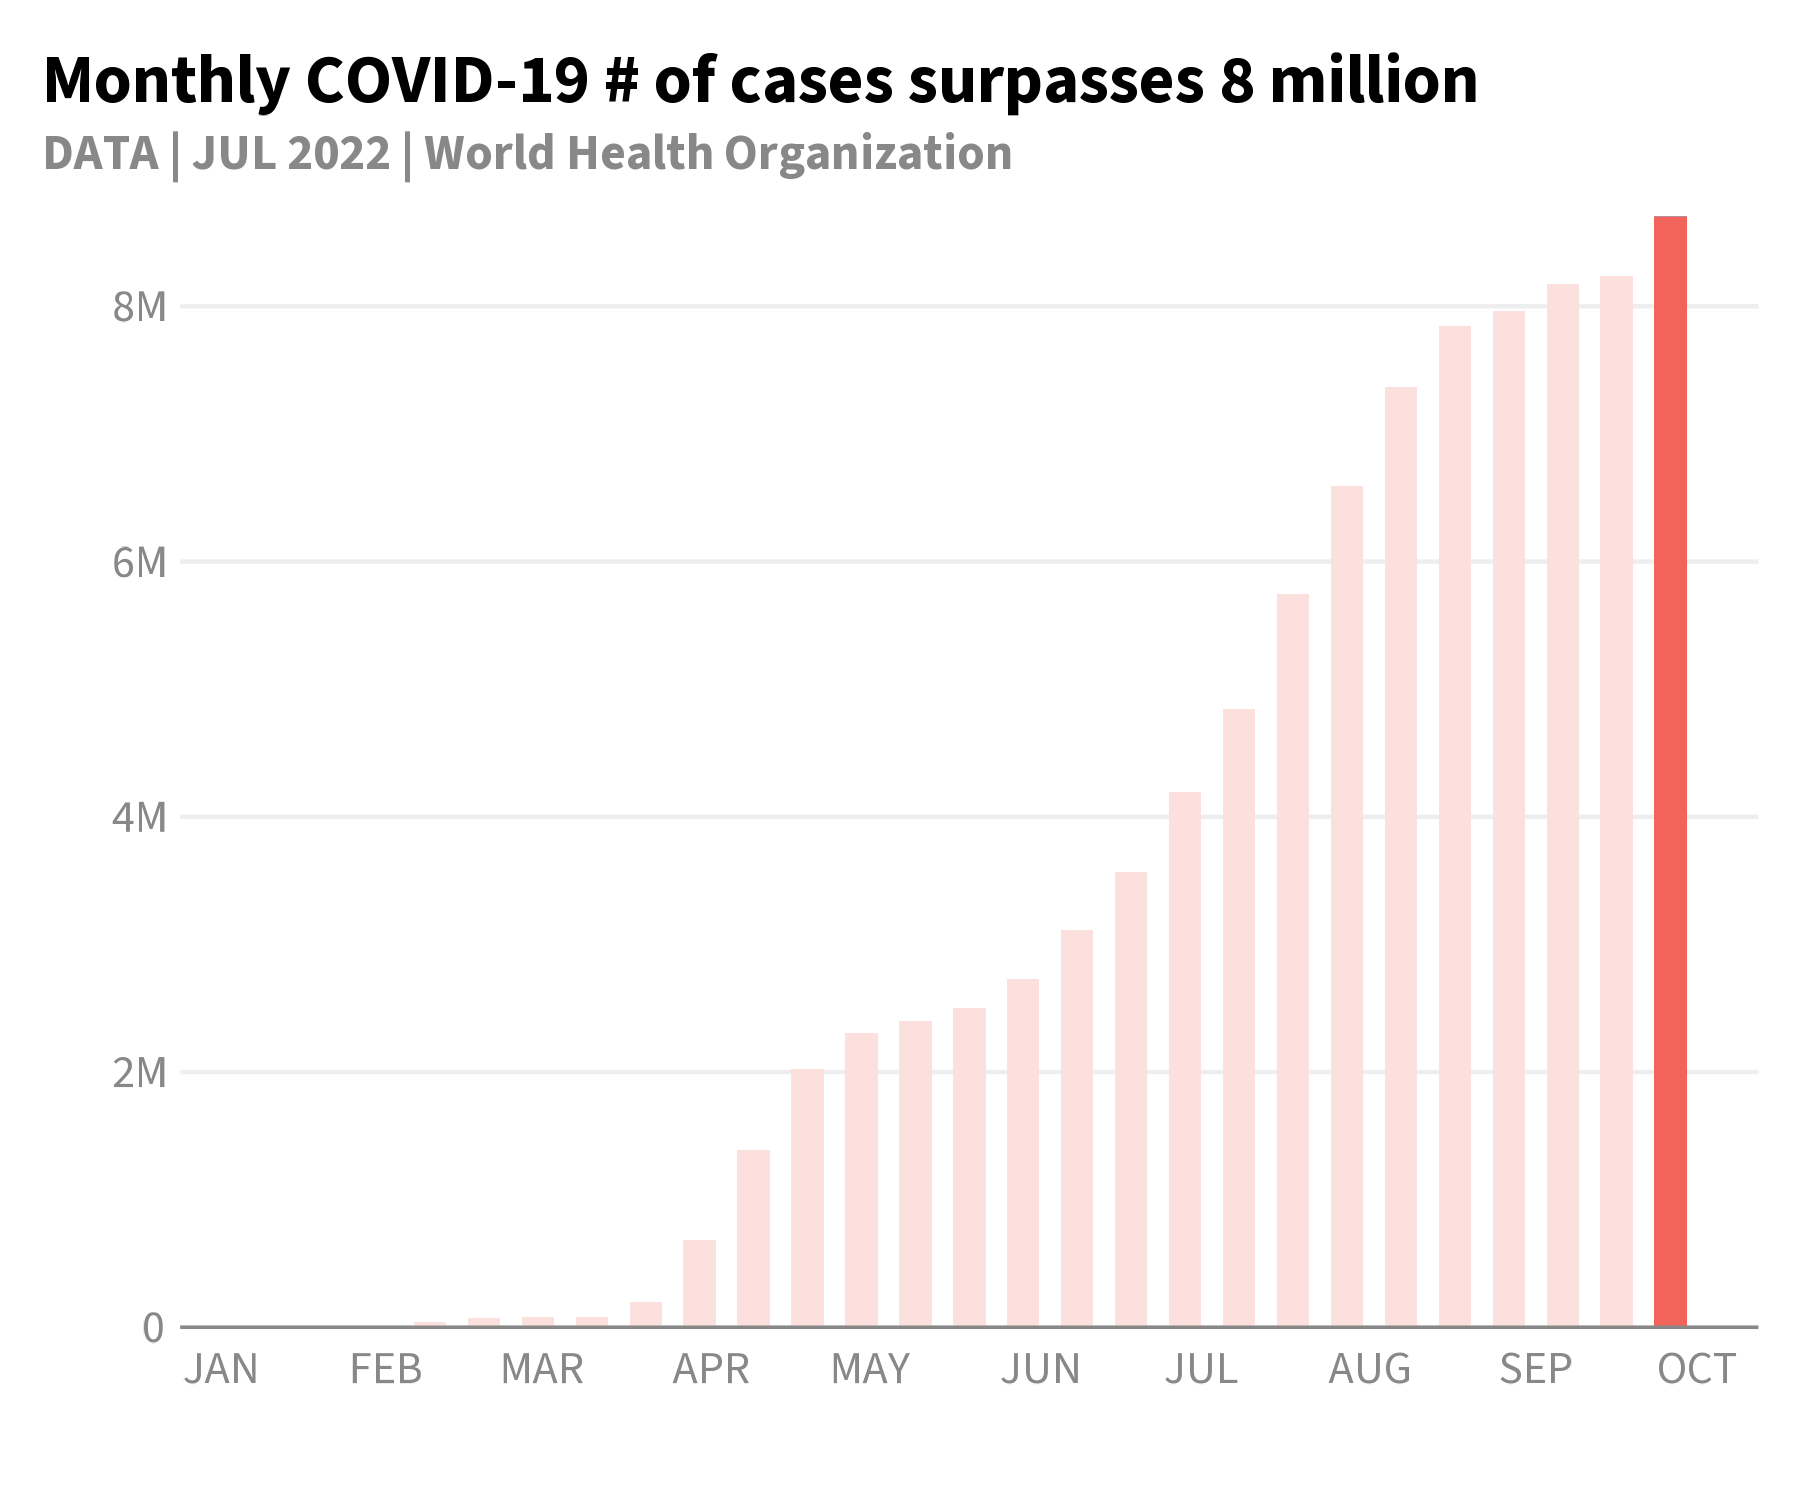 Monthly COVID-19 # of cases surpasses 8 million
DATA | JUL 2022 | World Health Organization
8M
6M
4M
2M
0
JAN FEB MAR APR MAY JUN JUL AUG SEP OCT